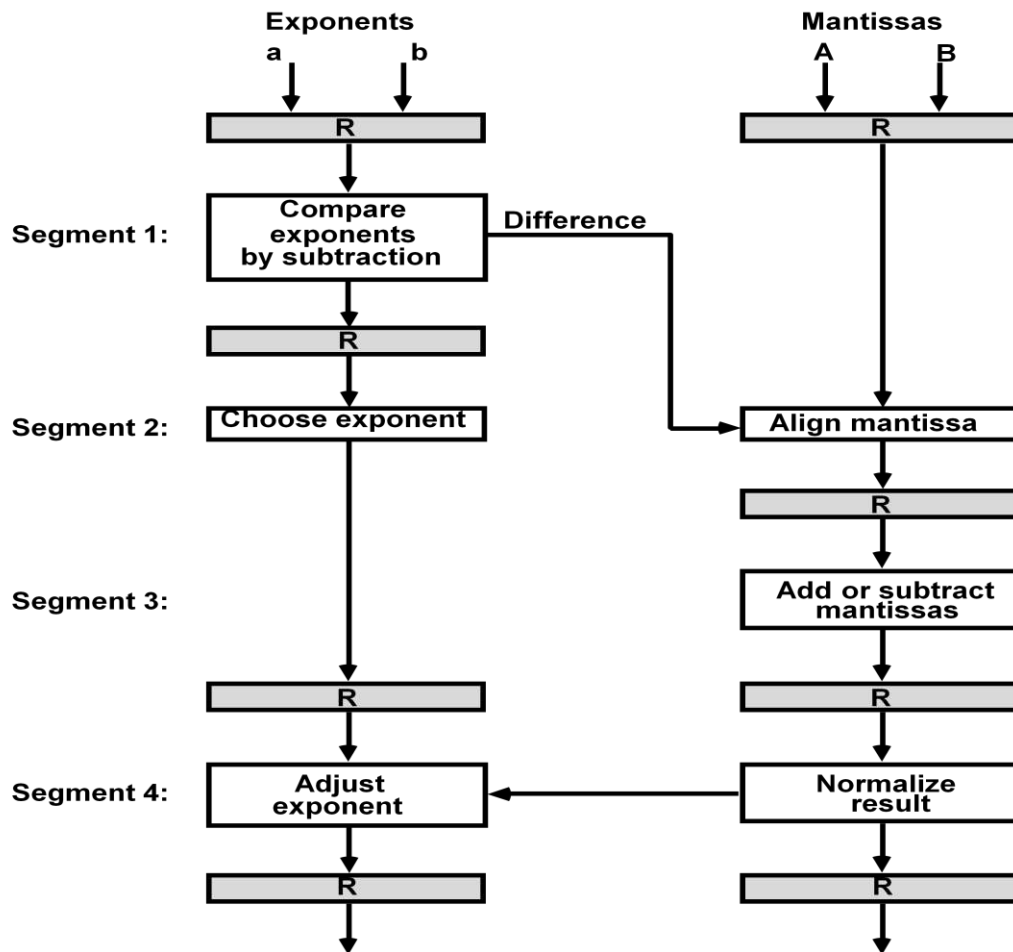 Exponents
a b
Mantissas
A B
R
R
Segment 1:
Compare
exponents
by subtraction
Difference
R
Segment 2:
Choose exponent
Align mantissa
R
Segment 3:
Add or subtract
mantissas
R
R
Segment 4:
Adjust
exponent
Normalize
result
R
R